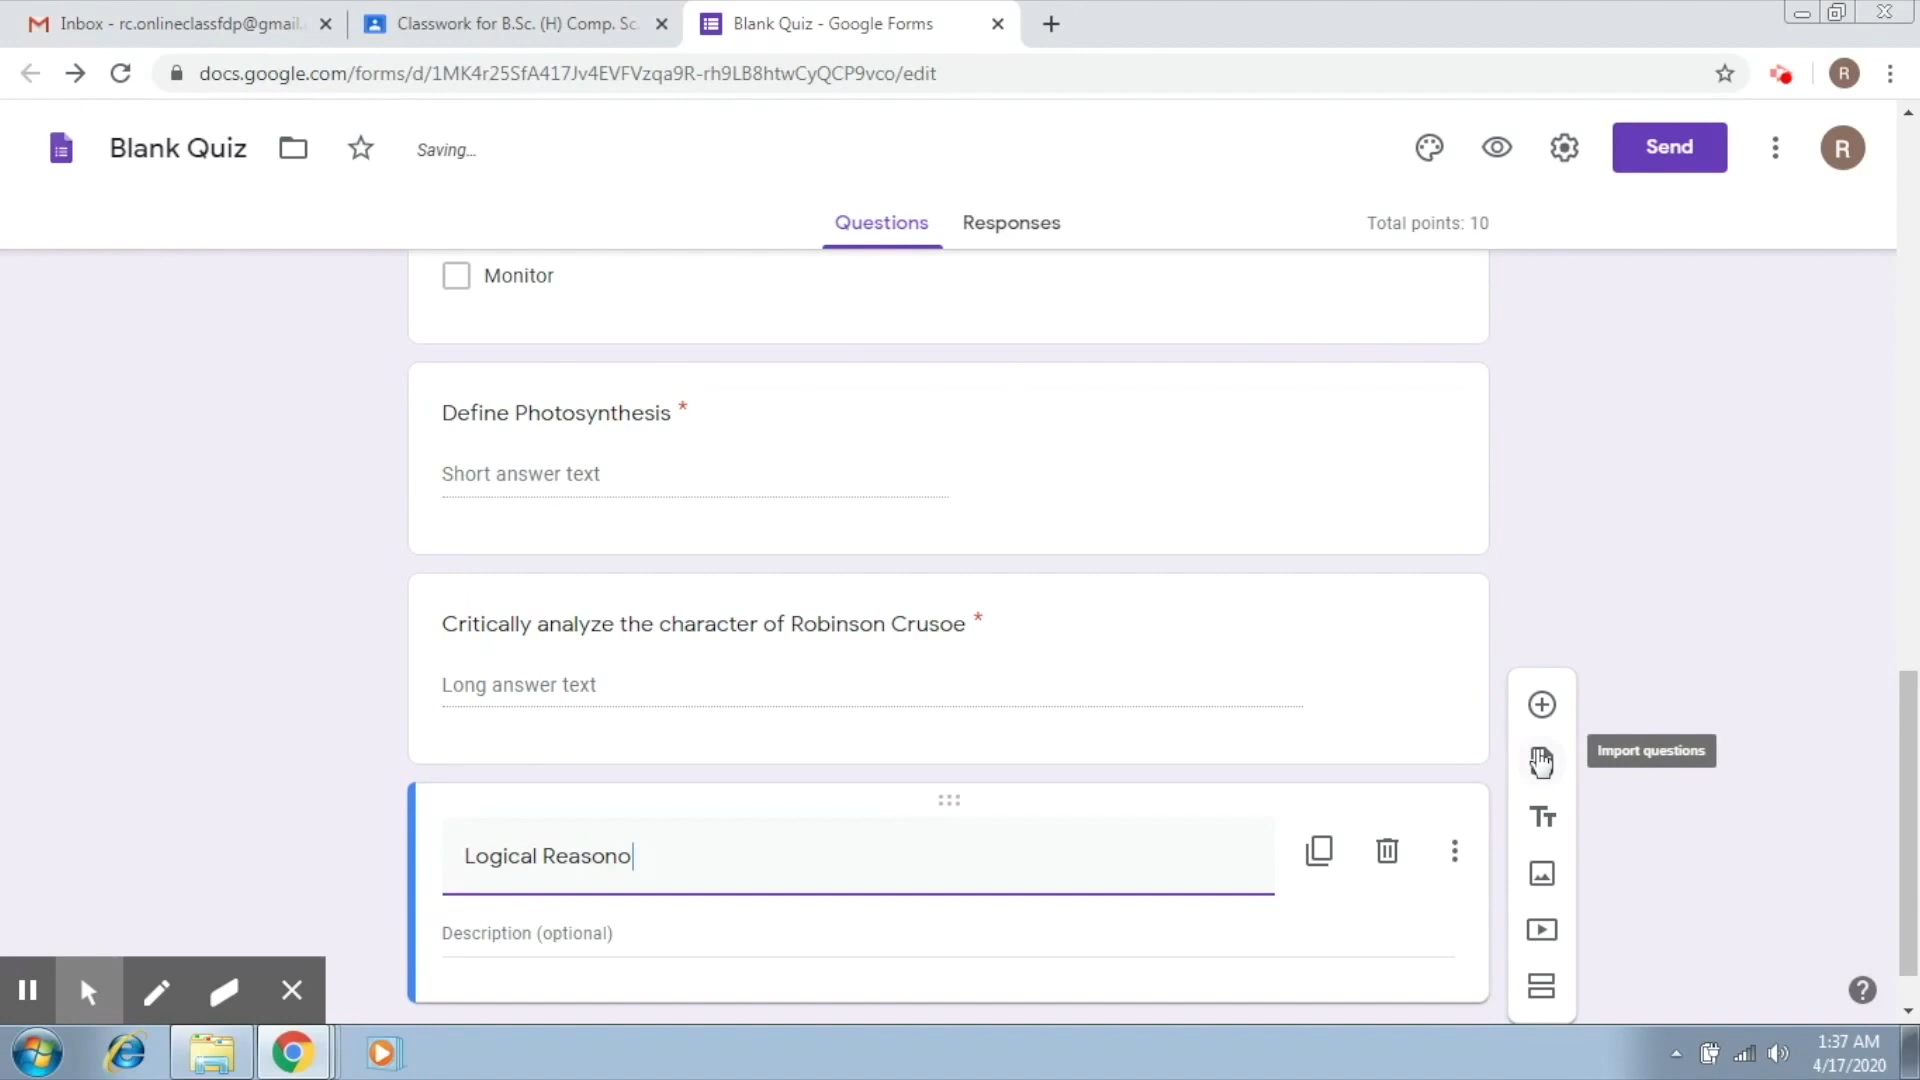 Inbox - rc.onlineclassfdp@gmail.
Classwork for B.Sc. (H) Comp. Sc.
Blank Quiz - Google Forms
docs.google.com/forms/d/1MK4r25SfA417Jv4EVFVzqa9R-rh9LB8htwCyQCP9vco/edit
R
Blank Quiz
Saving...
Send
R
Questions
Responses
Total points: 10
Monitor
Define Photosynthesis *
Short answer text
Critically analyze the character of Robinson Crusoe *
Long answer text
Import questions
Tт
Logical Reasono
Description (optional)
1:37 AM
4/17/2020